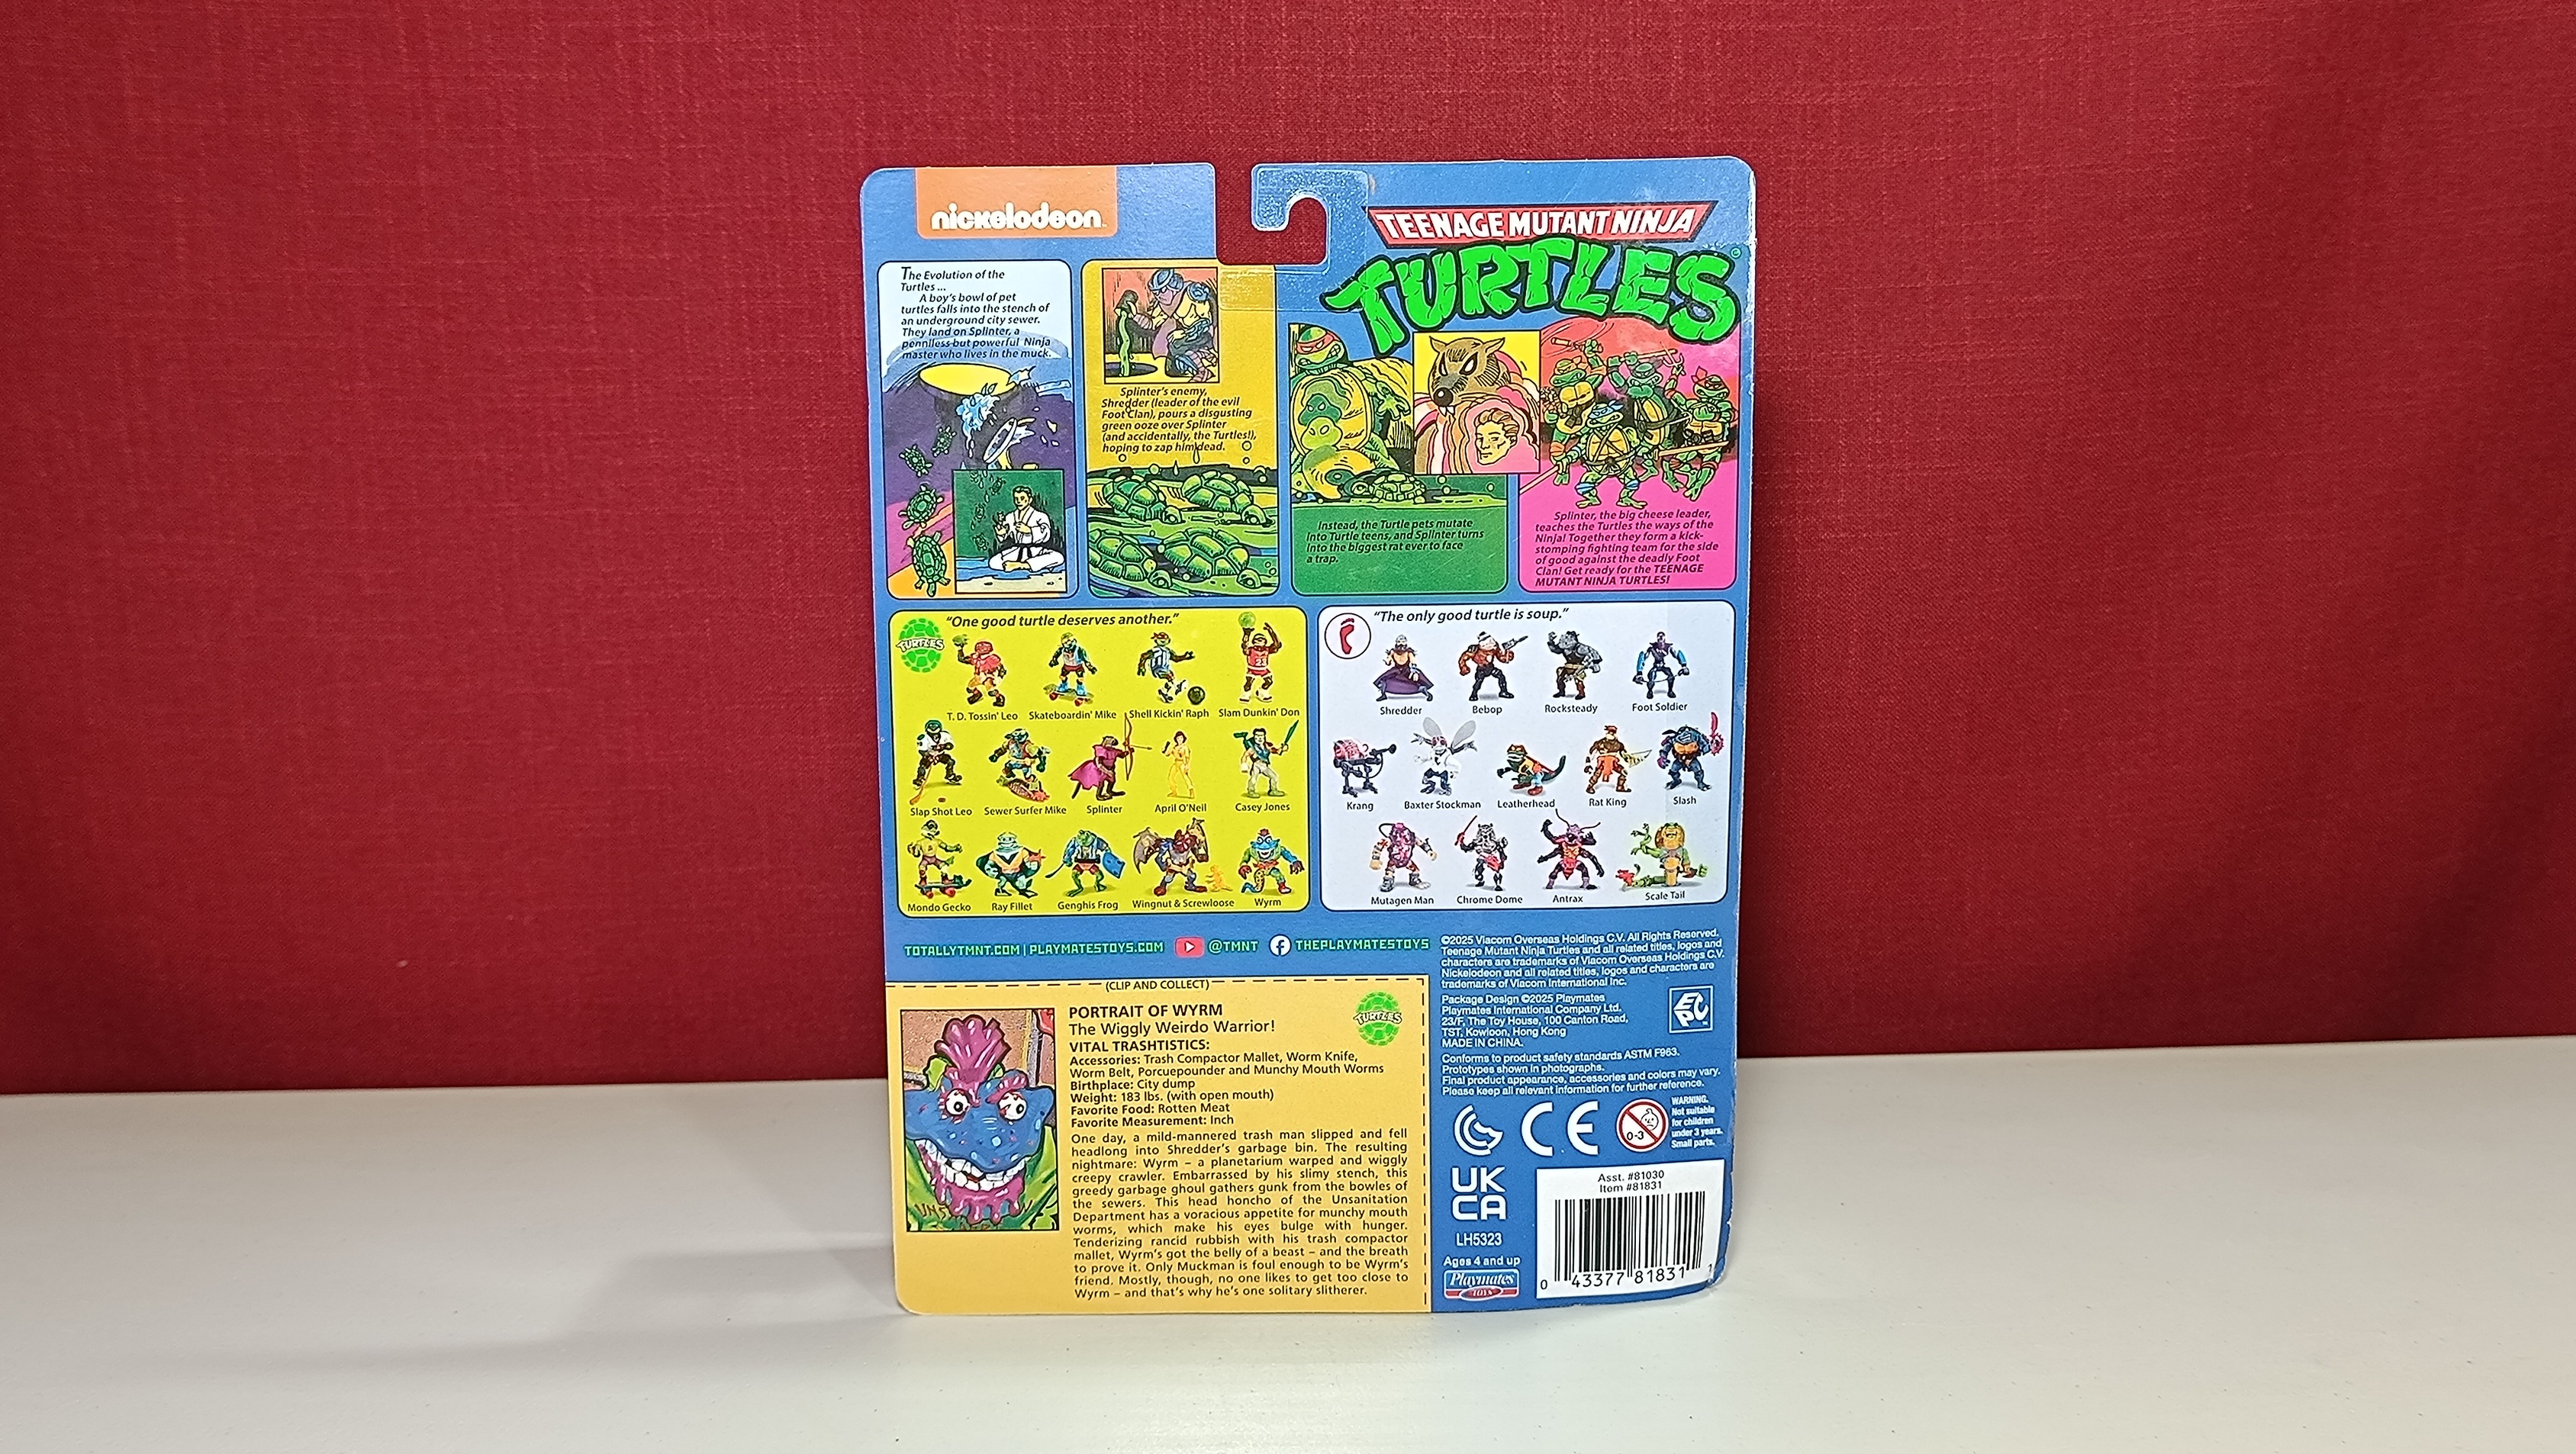 nickelodeon
TEENAGE MUTANT NINJA
TURTLES
The Evolution of the
Turtles ...
A boy's bowl of pet
turtles falls into the stench of
an underground city sewer.
They land on Splinter, a
penniless but powerful Ninja
master who lives in the muck.
Splinter's enemy,
Shredder (leader of the evil
Foot Clan), pours a disgusting
green ooze over Splinter
(and accidentally, the Turtles!),
hoping to zap him dead.
Instead, the Turtle pets mutate
into Turtle teens, and Splinter turns
into the biggest rat ever to face
a trap.
Splinter, the big cheese leader,
teaches the Turtles the ways of the
Ninja! Together they form a kick-
stomping fighting team for the side
of good against the deadly Foot
Clan! Get ready for the TEENAGE
MUTANT NINJA TURTLES!
"One good turtle deserves another."
TURTLES
T. D. Tossin' Leo Skateboardin' Mike Shell Kickin' Raph Slam Dunkin' Don
Slap Shot Leo Sewer Surfer Mike Splinter April O'Neil Casey Jones
Mondo Gecko Ray Fillet Genghis Frog Wingnut & Screwloose Wyrm
"The only good turtle is soup."
Shredder Bebop Rocksteady Foot Soldier
Krang Baxter Stockman Leatherhead Rat King Slash
Mutagen Man Chrome Dome Antrax Scale Tail
TOTALLYTMNT.COM | PLAYMATESTOYS.COM @TMNT THEPLAYMATESTOYS
(CLIP AND COLLECT)
PORTRAIT OF WYRM
The Wiggly Weirdo Warrior!
TURTLES
VITAL TRASHTISTICS:
Accessories: Trash Compactor Mallet, Worm Knife,
Worm Belt, Porcuepounder and Munchy Mouth Worms
Birthplace: City dump
Weight: 183 lbs. (with open mouth)
Favorite Food: Rotten Meat
Favorite Measurement: Inch
One day, a mild-mannered trash man slipped and fell
headlong into Shredder's garbage bin. The resulting
nightmare: Wyrm – a planetarium warped and wiggly
creepy crawler. Embarrassed by his slimy stench, this
greedy garbage ghoul gathers gunk from the bowles of
the sewers. This head honcho of the Unsanitation
Department has a voracious appetite for munchy mouth
worms, which make his eyes bulge with hunger.
Tenderizing rancid rubbish with his trash compactor
mallet, Wyrm's got the belly of a beast – and the breath
to prove it. Only Muckman is foul enough to be Wyrm's
friend. Mostly, though, no one likes to get too close to
Wyrm – and that's why he's one solitary slitherer.
©2025 Viacom Overseas Holdings C.V. All Rights Reserved.
Teenage Mutant Ninja Turtles and all related titles, logos and
characters are trademarks of Viacom Overseas Holdings C.V.
Nickelodeon and all related titles, logos and characters are
trademarks of Viacom International Inc.
Package Design ©2025 Playmates
Playmates International Company Ltd.
23/F, The Toy House, 100 Canton Road,
TST, Kowloon, Hong Kong
MADE IN CHINA.
Conforms to product safety standards ASTM F963.
Prototypes shown in photographs.
Final product appearance, accessories and colors may vary.
Please keep all relevant information for further reference.
CE
0-3
WARNING.
Not suitable
for children
under 3 years.
Small parts.
UK
CA
LH5323
Ages 4 and up
Playmates
TOYS
Asst. #81030
Item #81831
0 43377 81831 1